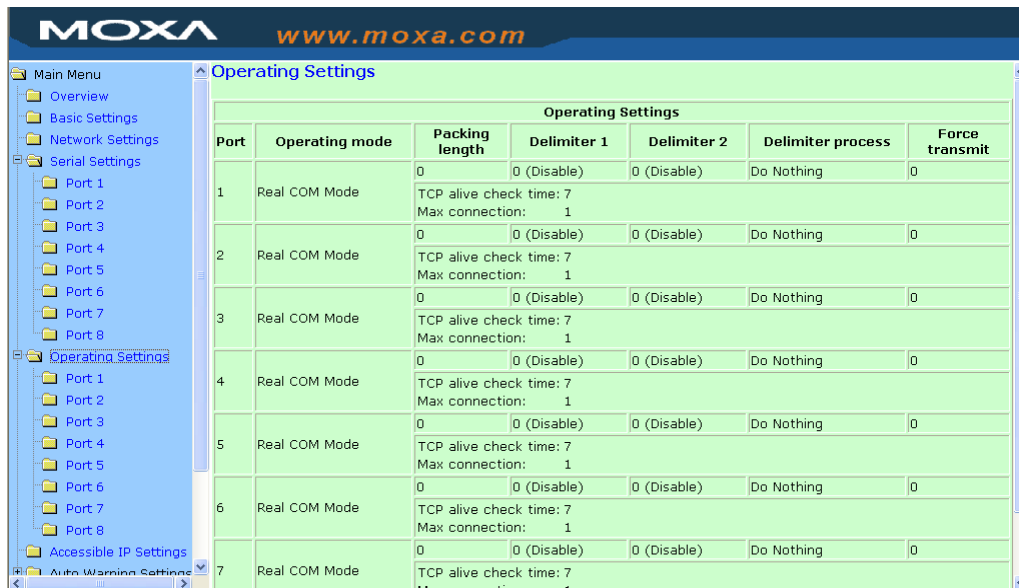 MOXA www.moxa.com
Main Menu
Overview
Basic Settings
Network Settings
Serial Settings
Port 1
Port 2
Port 3
Port 4
Port 5
Port 6
Port 7
Port 8
Operating Settings
Port 1
Port 2
Port 3
Port 4
Port 5
Port 6
Port 7
Port 8
Accessible IP Settings
Auto Warning Settings
Operating Settings
Operating Settings
Port Operating mode Packing length Delimiter 1 Delimiter 2 Delimiter process Force transmit
1 Real COM Mode 0 0 (Disable) 0 (Disable) Do Nothing 0
TCP alive check time: 7
Max connection: 1
2 Real COM Mode 0 0 (Disable) 0 (Disable) Do Nothing 0
TCP alive check time: 7
Max connection: 1
3 Real COM Mode 0 0 (Disable) 0 (Disable) Do Nothing 0
TCP alive check time: 7
Max connection: 1
4 Real COM Mode 0 0 (Disable) 0 (Disable) Do Nothing 0
TCP alive check time: 7
Max connection: 1
5 Real COM Mode 0 0 (Disable) 0 (Disable) Do Nothing 0
TCP alive check time: 7
Max connection: 1
6 Real COM Mode 0 0 (Disable) 0 (Disable) Do Nothing 0
TCP alive check time: 7
Max connection: 1
7 Real COM Mode 0 0 (Disable) 0 (Disable) Do Nothing 0
TCP alive check time: 7